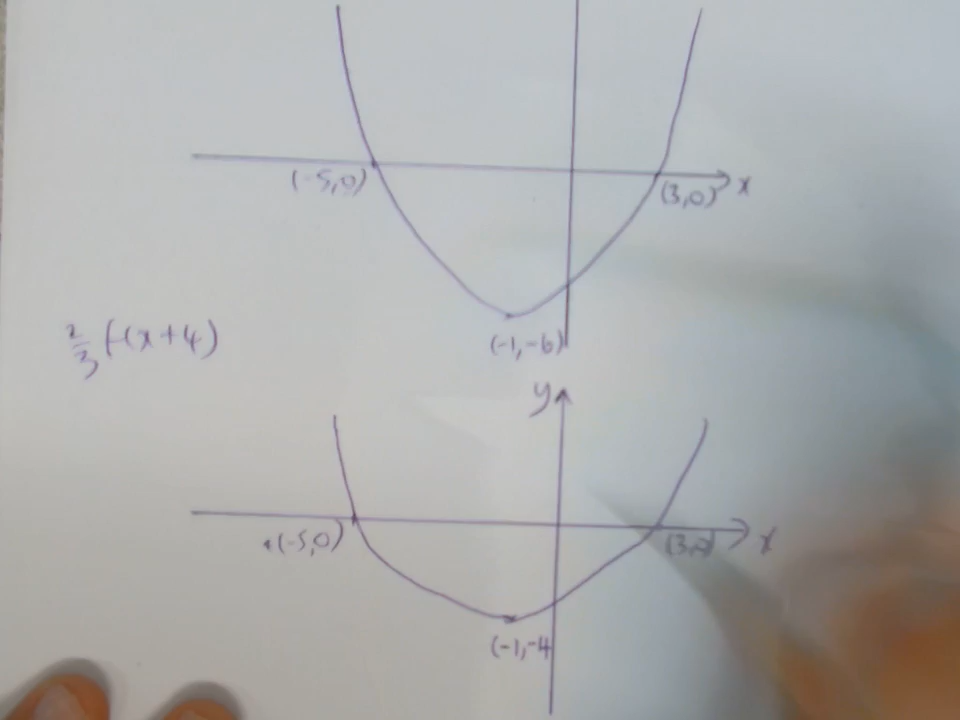 (-5,0)
(3,0)
x
(-1,-6)
2/3 f(x+4)
y
(-5,0)
(3,0)
x
(-1,-4